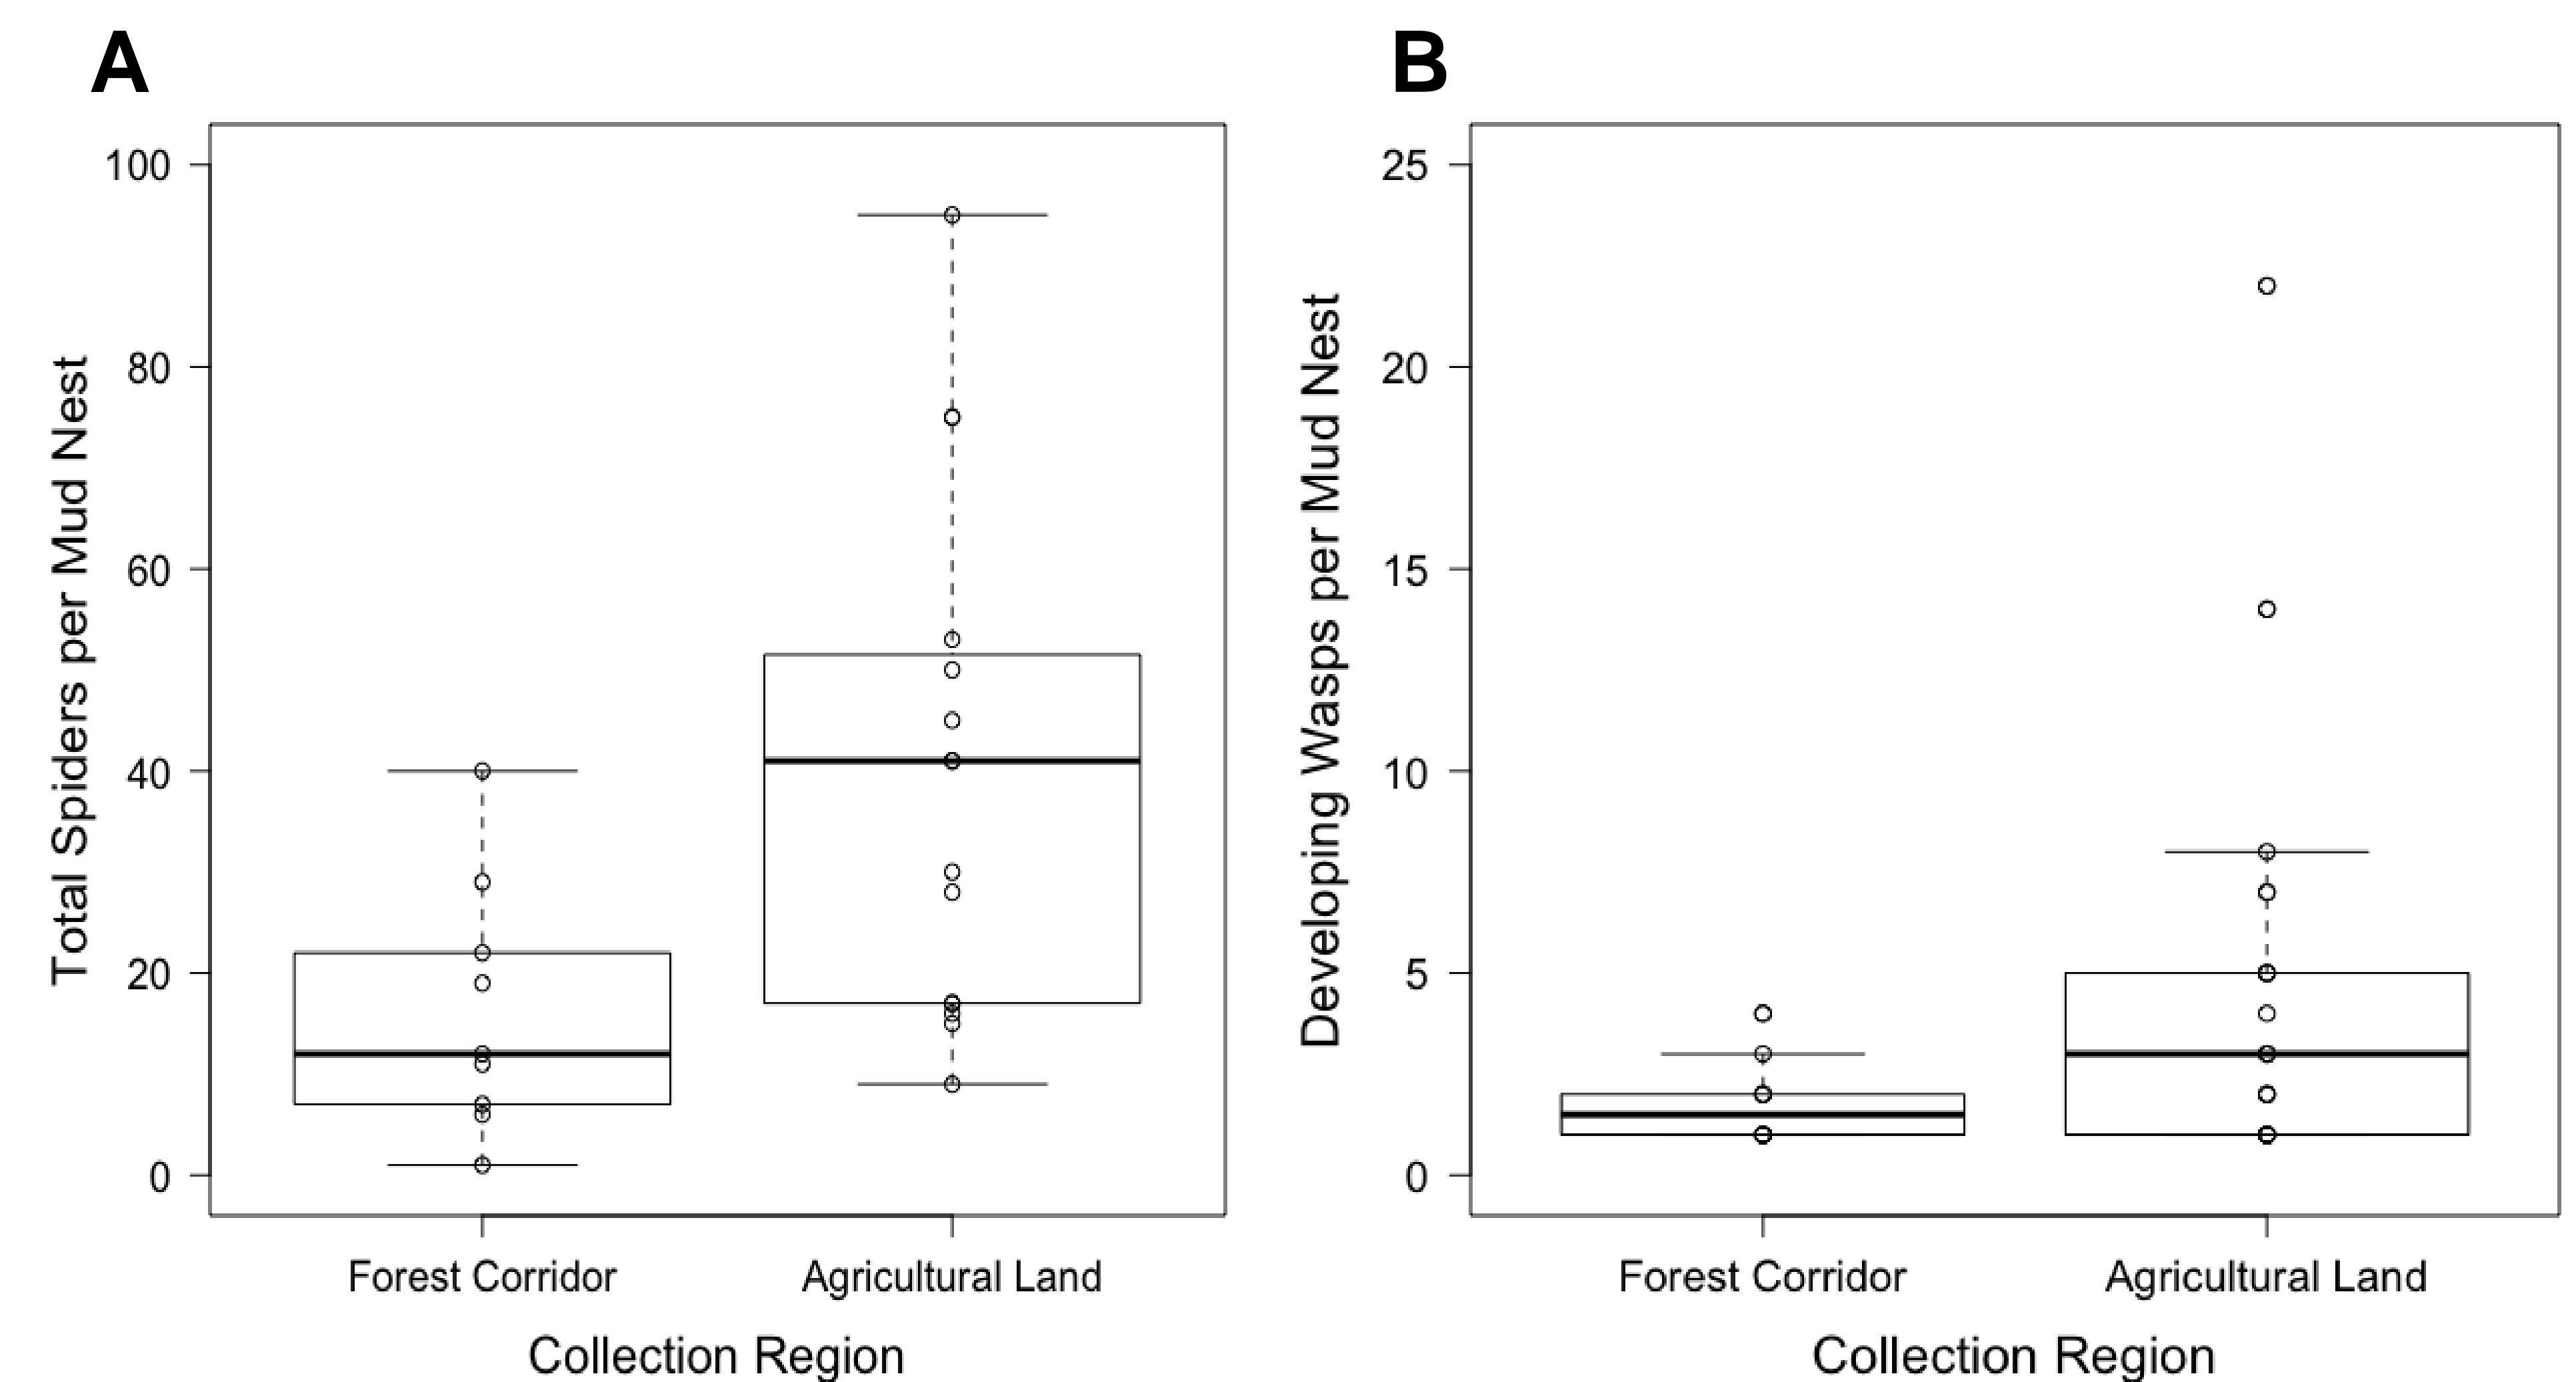 A
B
Total Spiders per Mud Nest
100
80
60
40
20
0
Forest Corridor
Agricultural Land
Collection Region
Developing Wasps per Mud Nest
25
20
15
10
5
0
Forest Corridor
Agricultural Land
Collection Region